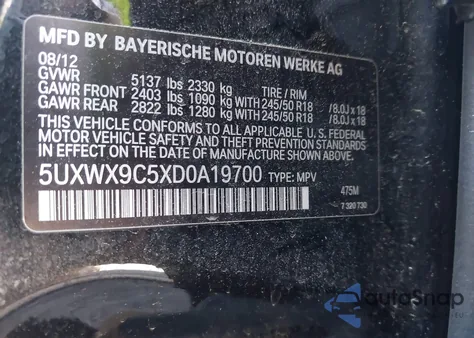 MFD BY BAYERISCHE MOTOREN WERKE AG
08/12
GVWR 5137 lbs 2330 kg TIRE / RIM
GAWR FRONT 2403 lbs 1090 kg WITH 245/50 R18 /8.0J x 18
GAWR REAR 2822 lbs 1280 kg WITH 245/50 R18 /8.0J x 18
THIS VEHICLE CONFORMS TO ALL APPLICABLE U.S. FEDERAL
MOTOR VEHICLE SAFETY AND THEFT PREVENTION STANDARDS
IN EFFECT ON THE DATE OF MANUFACTURE SHOWN ABOVE.
5UXWX9C5XD0A19700 TYPE: MPV
475M
7 320 730
autoSnap